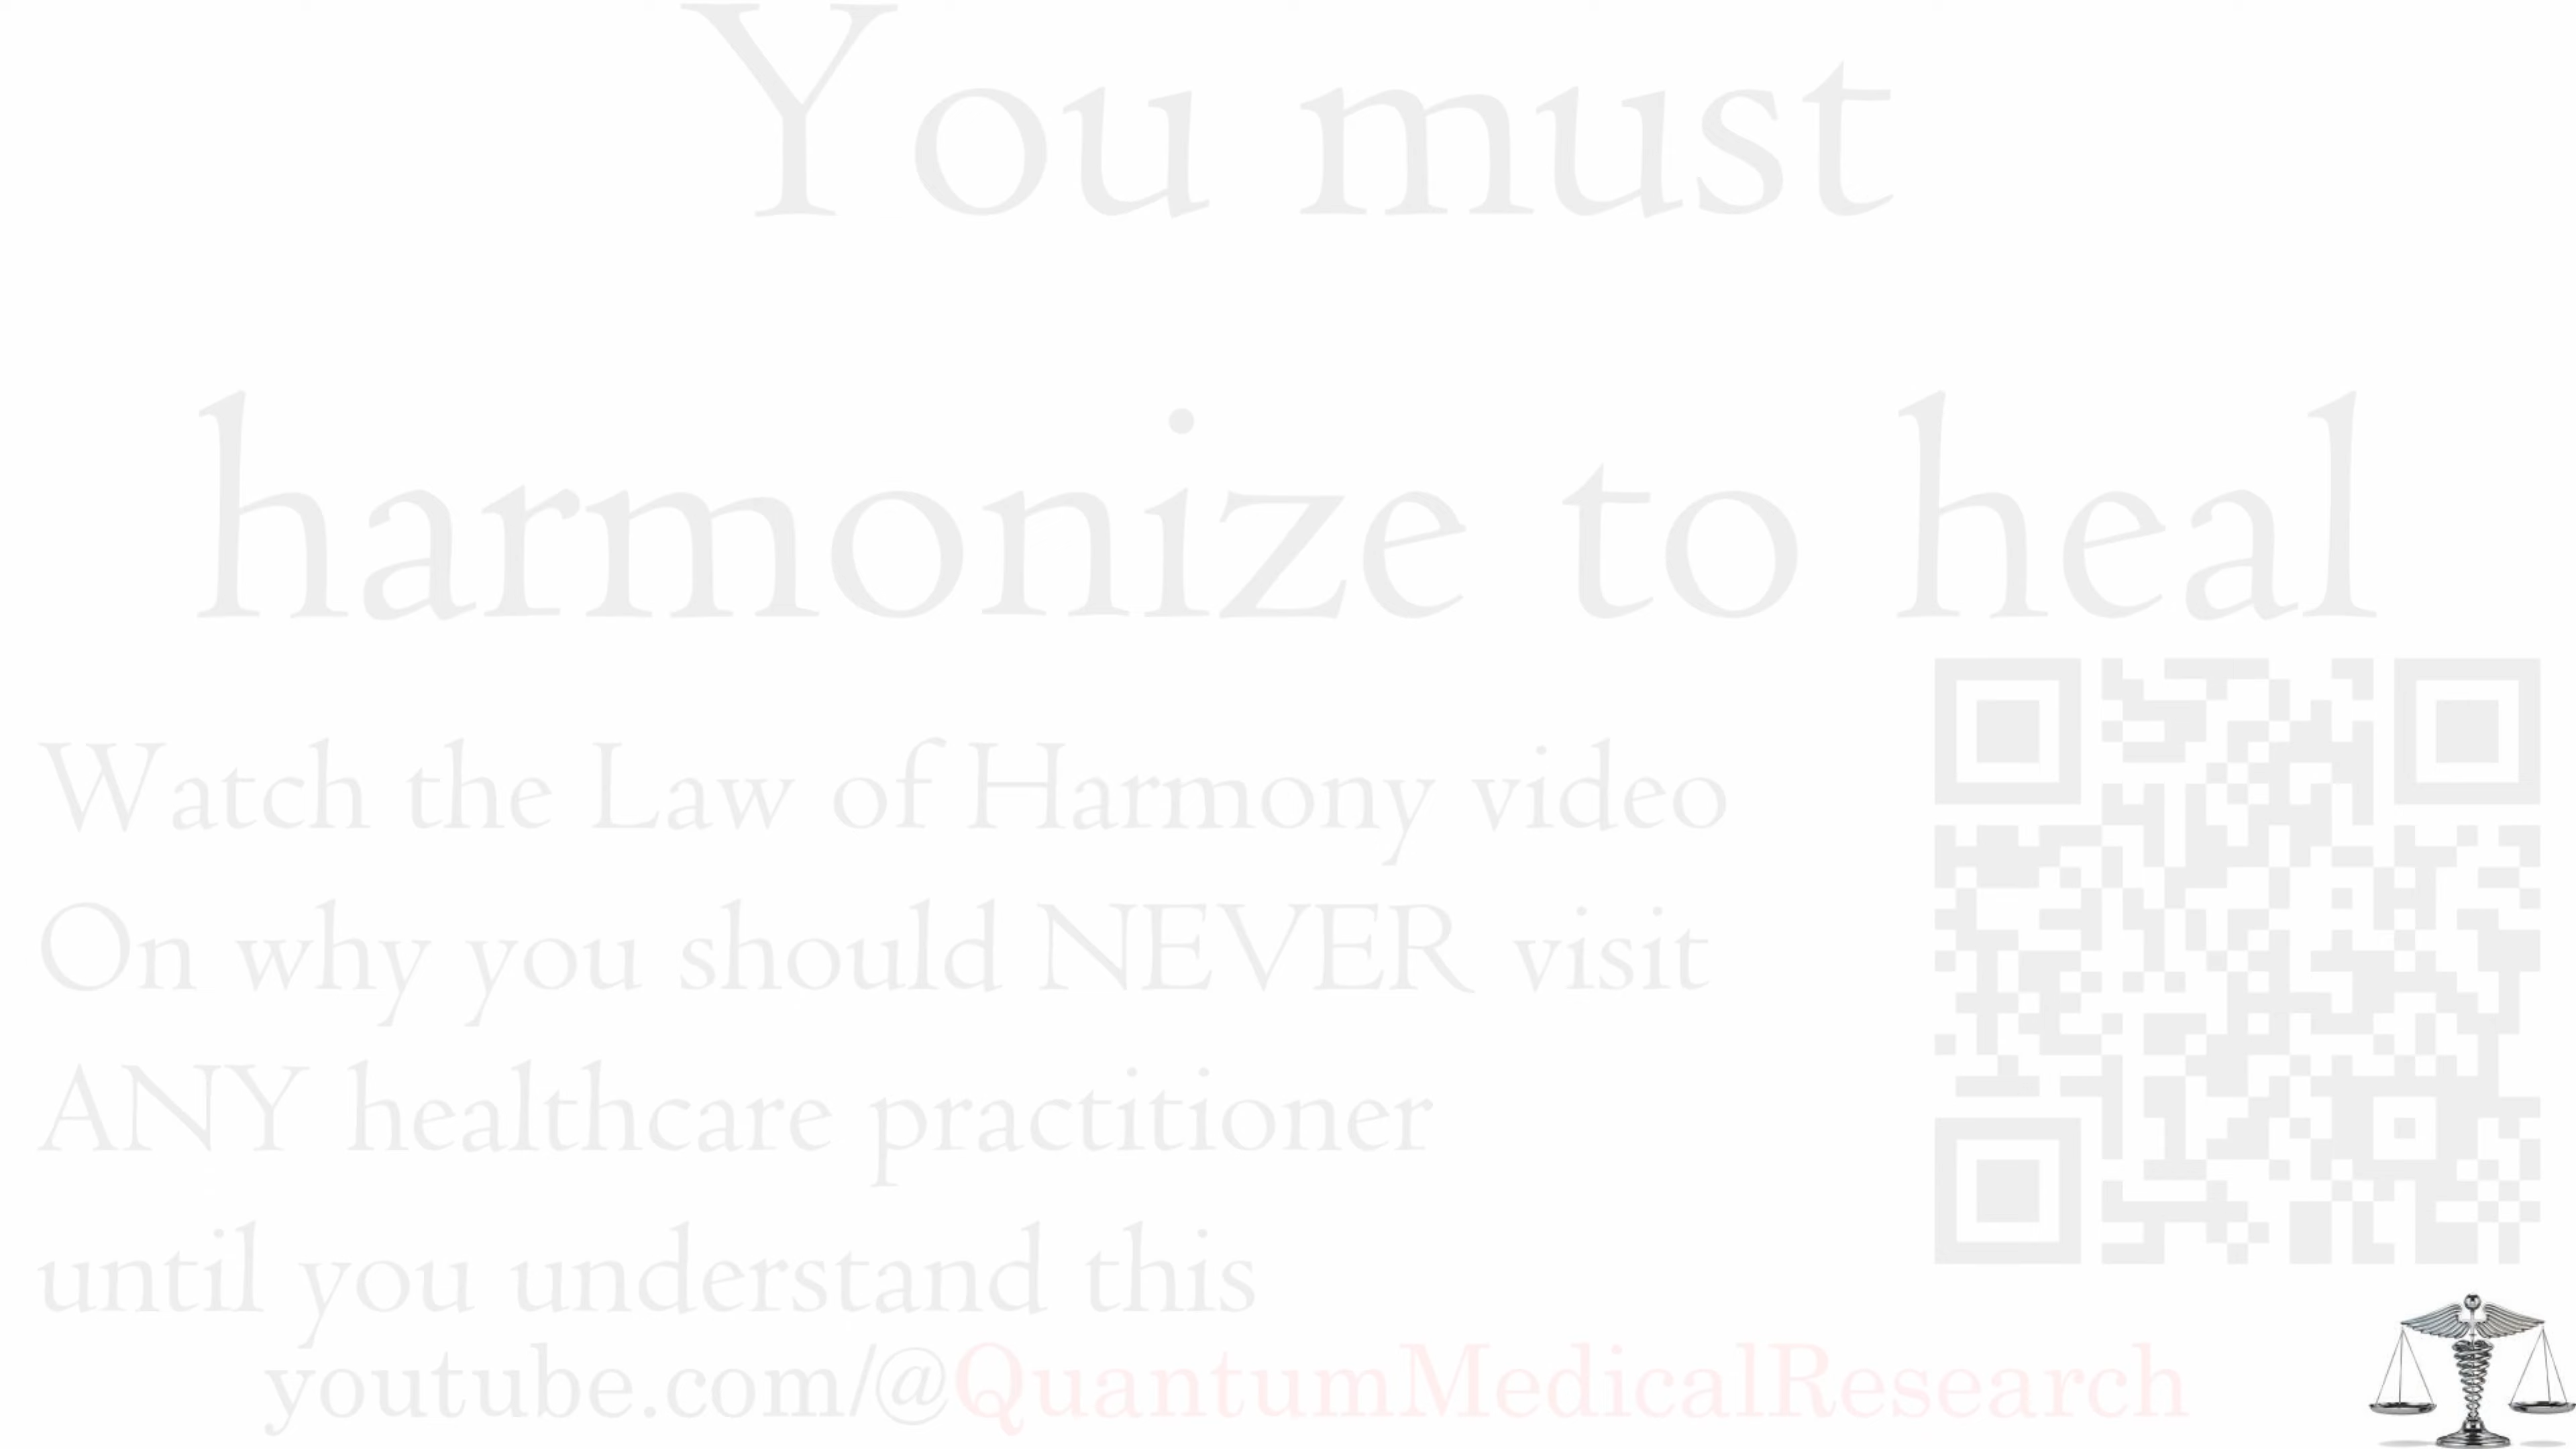 You must
harmonize to heal
Watch the Law of Harmony video
On why you should NEVER visit
ANY healthcare practitioner
until you understand this
youtube.com/@QuantumMedicalResearch